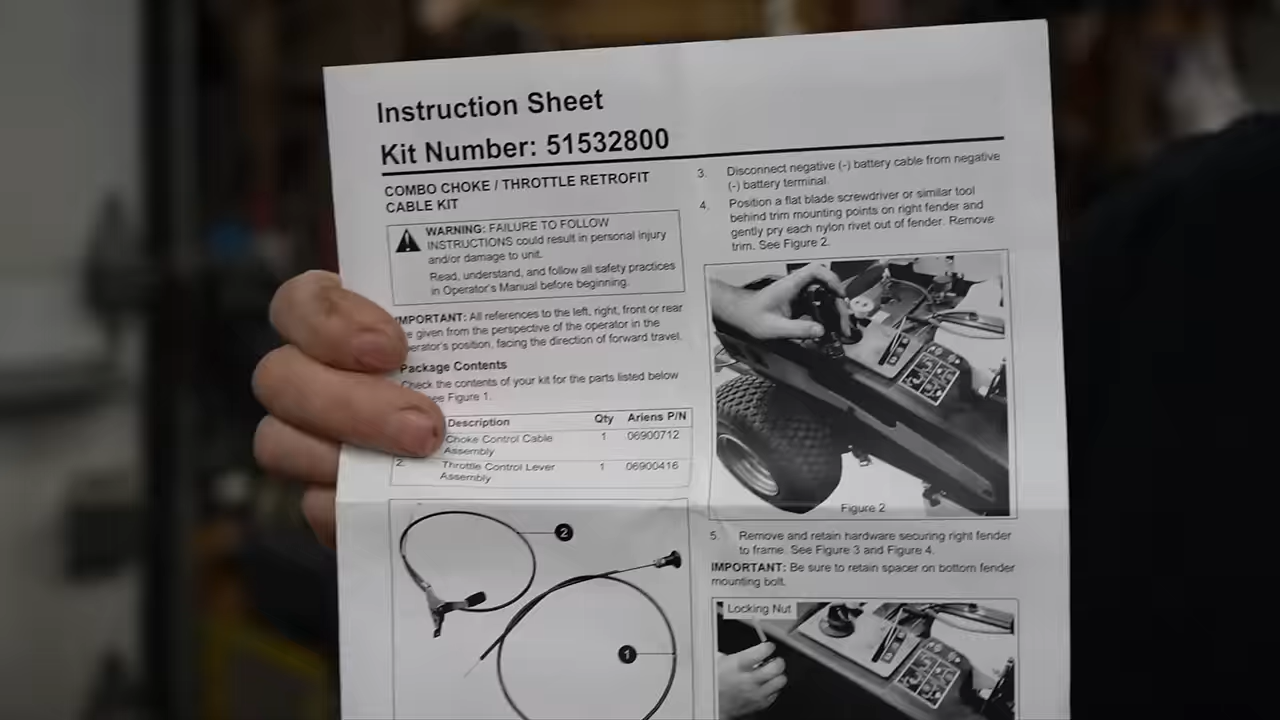 Instruction Sheet
Kit Number: 51532800
COMBO CHOKE / THROTTLE RETROFIT
CABLE KIT
WARNING: FAILURE TO FOLLOW
INSTRUCTIONS could result in personal injury
and/or damage to unit.
Read, understand, and follow all safety practices
in Operator's Manual before beginning.
IMPORTANT: All references to the left, right, front or rear
given from the perspective of the operator in the
operator's position, facing the direction of forward travel.
Package Contents
Check the contents of your kit for the parts listed below
see Figure 1.
Description Qty Ariens P/N
Choke Control Cable 1 06900712
Assembly
2. Throttle Control Lever 1 06900416
Assembly
2
1
3. Disconnect negative (-) battery cable from negative
(-) battery terminal.
4. Position a flat blade screwdriver or similar tool
behind trim mounting points on right fender and
gently pry each nylon rivet out of fender. Remove
trim. See Figure 2.
Figure 2
5. Remove and retain hardware securing right fender
to frame. See Figure 3 and Figure 4.
IMPORTANT: Be sure to retain spacer on bottom fender
mounting bolt.
Locking Nut